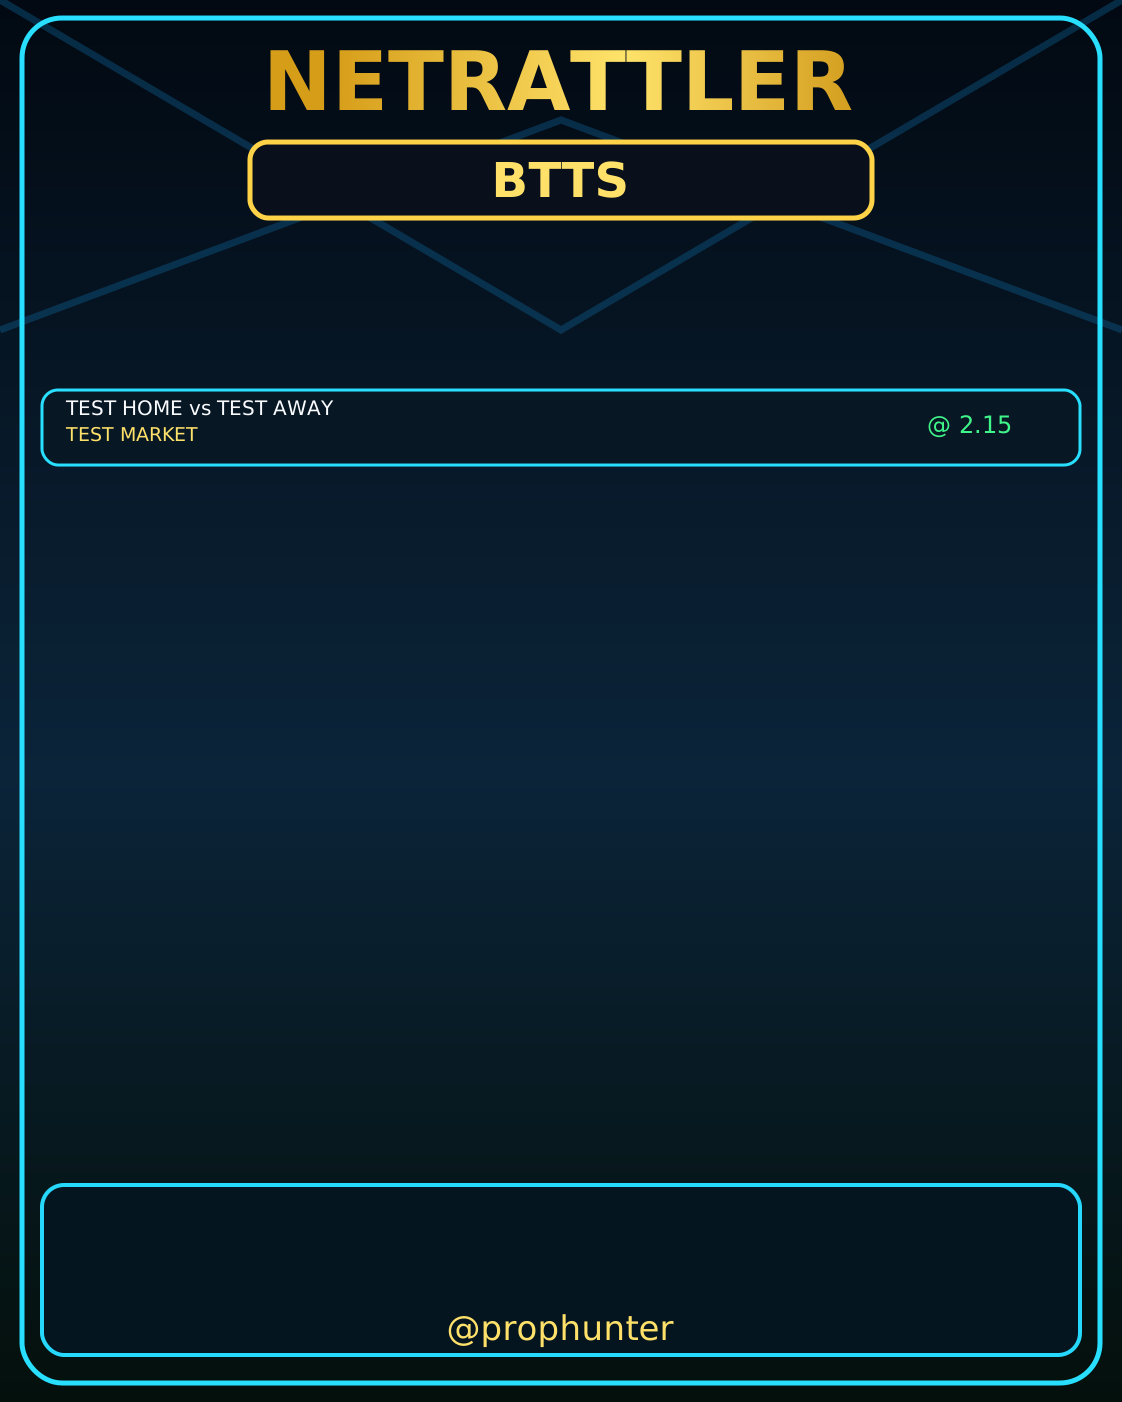 NETRATTLER
BTTS
TEST HOME vs TEST AWAY
TEST MARKET
@ 2.15
@prophunter